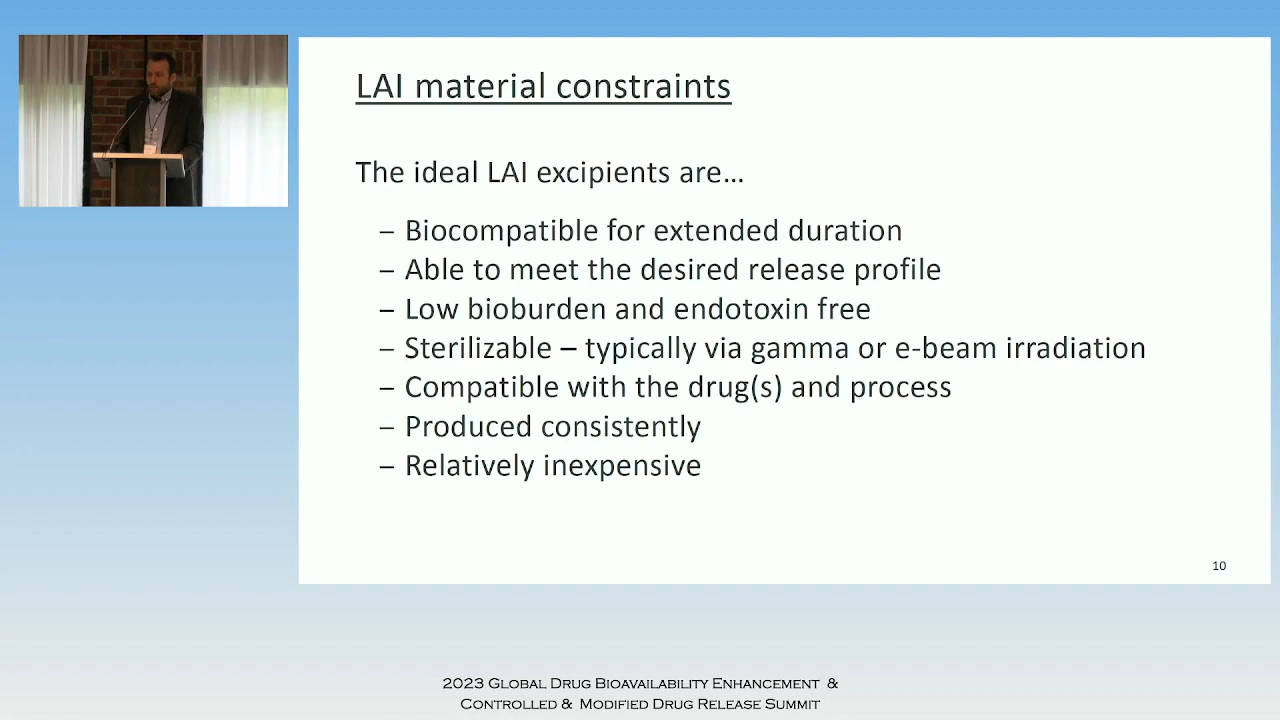 LAI material constraints
The ideal LAI excipients are…
– Biocompatible for extended duration
– Able to meet the desired release profile
– Low bioburden and endotoxin free
– Sterilizable – typically via gamma or e-beam irradiation
– Compatible with the drug(s) and process
– Produced consistently
– Relatively inexpensive
10
2023 Global Drug Bioavailability Enhancement &
Controlled & Modified Drug Release Summit